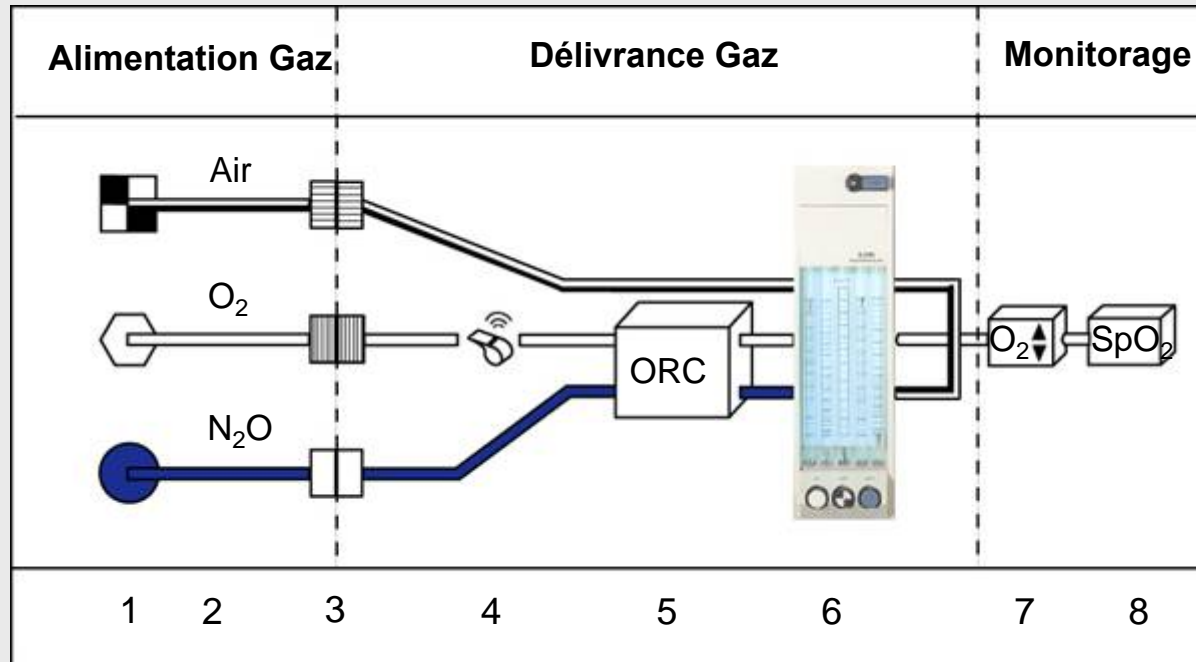 Alimentation Gaz
Délivrance Gaz
Monitorage
Air
O₂
N₂O
ORC
O₂
SpO₂
1 2 3 4 5 6 7 8